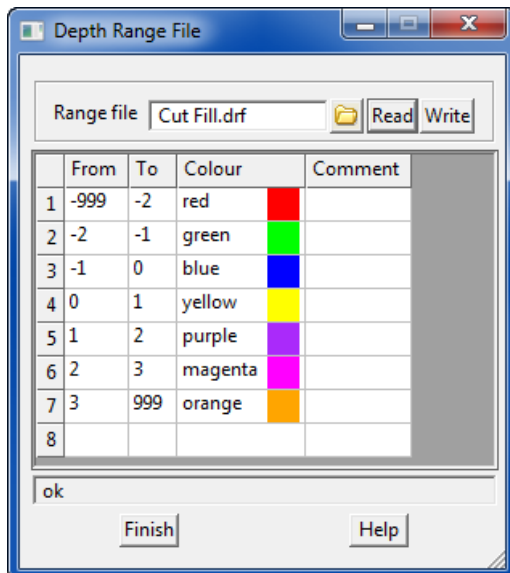 Depth Range File
Range file Cut Fill.drf Read Write
From To Colour Comment
1 -999 -2 red
2 -2 -1 green
3 -1 0 blue
4 0 1 yellow
5 1 2 purple
6 2 3 magenta
7 3 999 orange
8
ok
Finish Help